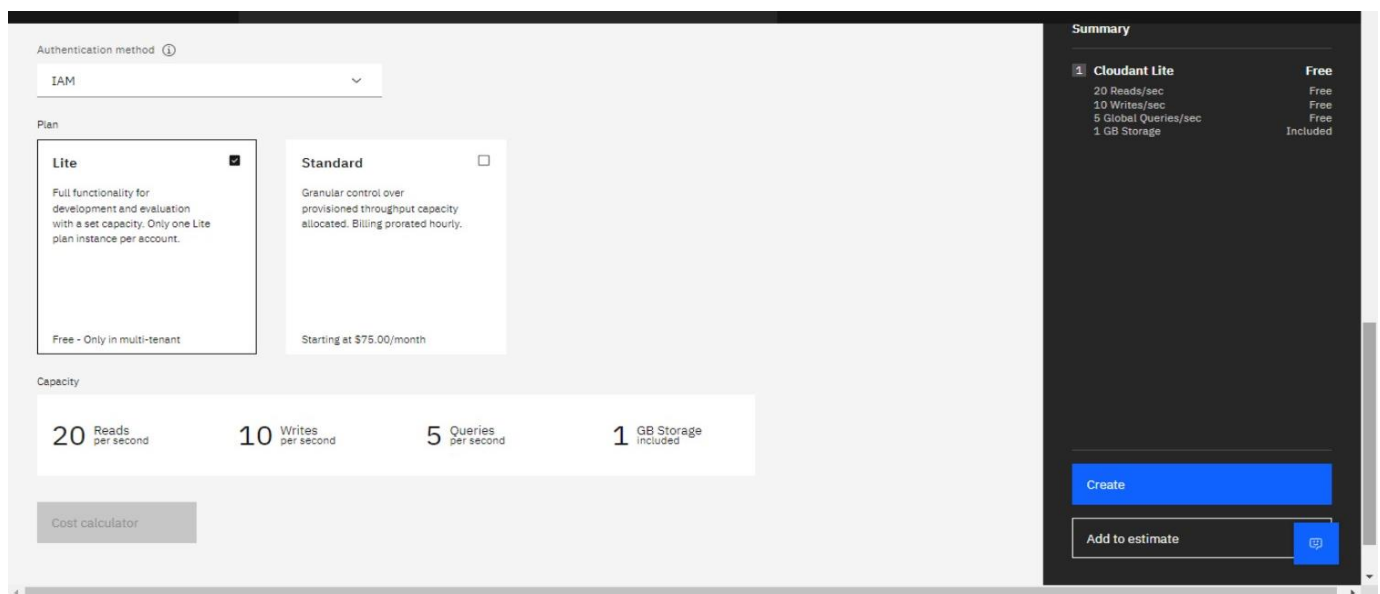 Authentication method
IAM
Plan
Lite
Full functionality for
development and evaluation
with a set capacity. Only one Lite
plan instance per account.
Free - Only in multi-tenant
Standard
Granular control over
provisioned throughput capacity
allocated. Billing prorated hourly.
Starting at $75.00/month
Capacity
20 Reads
per second
10 Writes
per second
5 Queries
per second
1 GB Storage
included
Cost calculator
Summary
1 Cloudant Lite Free
20 Reads/sec Free
10 Writes/sec Free
5 Global Queries/sec Free
1 GB Storage Included
Create
Add to estimate